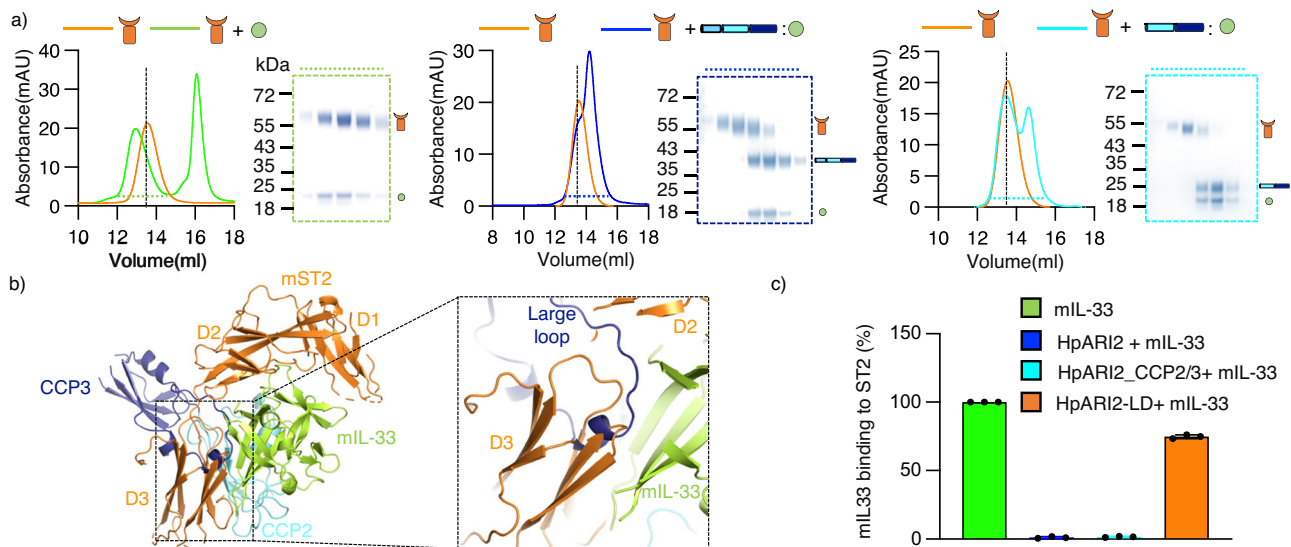 a)
+
kDa
Absorbance(mAU)
40
30
20
10
0
10 12 14 16 18
Volume(ml)
72
55
43
35
25
18
+ :
Absorbance(mAU)
30
20
10
0
8 10 12 14 16 18
Volume(ml)
72
55
43
35
25
18
+ :
Absorbance(mAU)
25
20
15
10
5
0
10 12 14 16 18
Volume(ml)
72
55
43
35
25
18
b)
mST2
D2
D1
CCP3
mIL-33
D3
CCP2
Large
loop
D2
D3
mIL-33
c)
mIL-33
HpARI2 + mIL-33
HpARI2_CCP2/3+ mIL-33
HpARI2-LD+ mIL-33
mIL33 binding to ST2 (%)
150
100
50
0